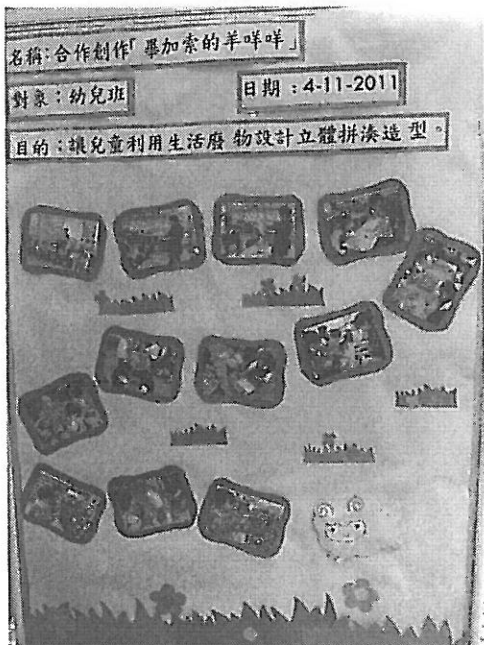 名稱：合作創作「畢加索的羊咩咩」
對象：幼兒班
日期：4-11-2011
目的：讓兒童利用生活廢 物設計立體拼湊造 型。